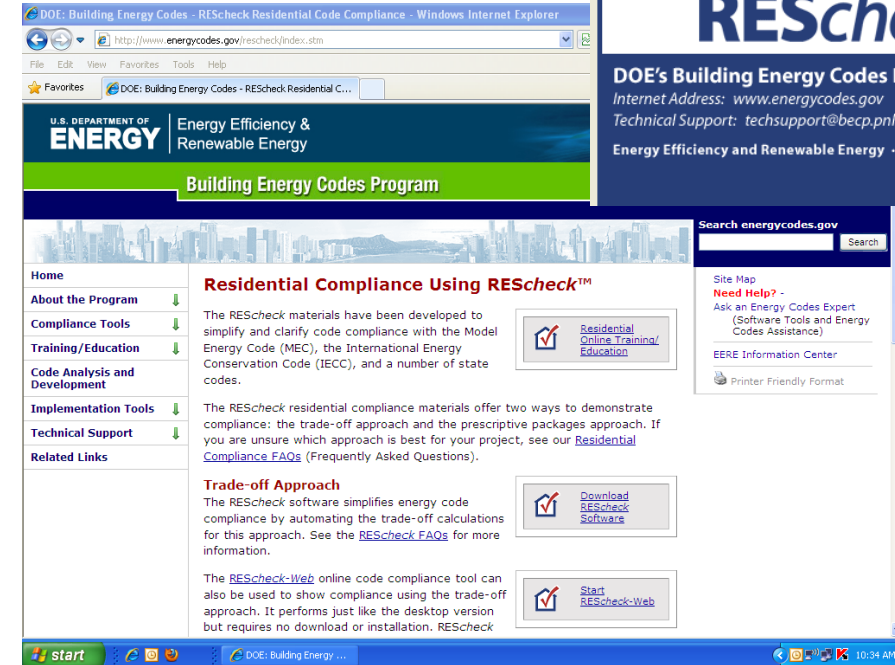 DOE: Building Energy Codes - REScheck Residential Code Compliance - Windows Internet Explorer
http://www.energycodes.gov/rescheck/index.stm
File Edit View Favorites Tools Help
Favorites
DOE: Building Energy Codes - REScheck Residential C...
DOE's Building Energy Codes
Internet Address: www.energycodes.gov
Technical Support: techsupport@becp.pnl
Energy Efficiency and Renewable Energy
U.S. DEPARTMENT OF
ENERGY
Energy Efficiency &
Renewable Energy
Building Energy Codes Program
Search energycodes.gov
Search
Home
About the Program
Compliance Tools
Training/Education
Code Analysis and
Development
Implementation Tools
Technical Support
Related Links
Residential Compliance Using REScheck™
The REScheck materials have been developed to
simplify and clarify code compliance with the Model
Energy Code (MEC), the International Energy
Conservation Code (IECC), and a number of state
codes.
Residential
Online Training/
Education
The REScheck residential compliance materials offer two ways to demonstrate
compliance: the trade-off approach and the prescriptive packages approach. If
you are unsure which approach is best for your project, see our Residential
Compliance FAQs (Frequently Asked Questions).
Trade-off Approach
The REScheck software simplifies energy code
compliance by automating the trade-off calculations
for this approach. See the REScheck FAQs for more
information.
Download
REScheck
Software
The REScheck-Web online code compliance tool can
also be used to show compliance using the trade-off
approach. It performs just like the desktop version
but requires no download or installation. REScheck
Start
REScheck-Web
Site Map
Need Help? -
Ask an Energy Codes Expert
(Software Tools and Energy
Codes Assistance)
EERE Information Center
Printer Friendly Format
start
DOE: Building Energy ...
10:34 AM